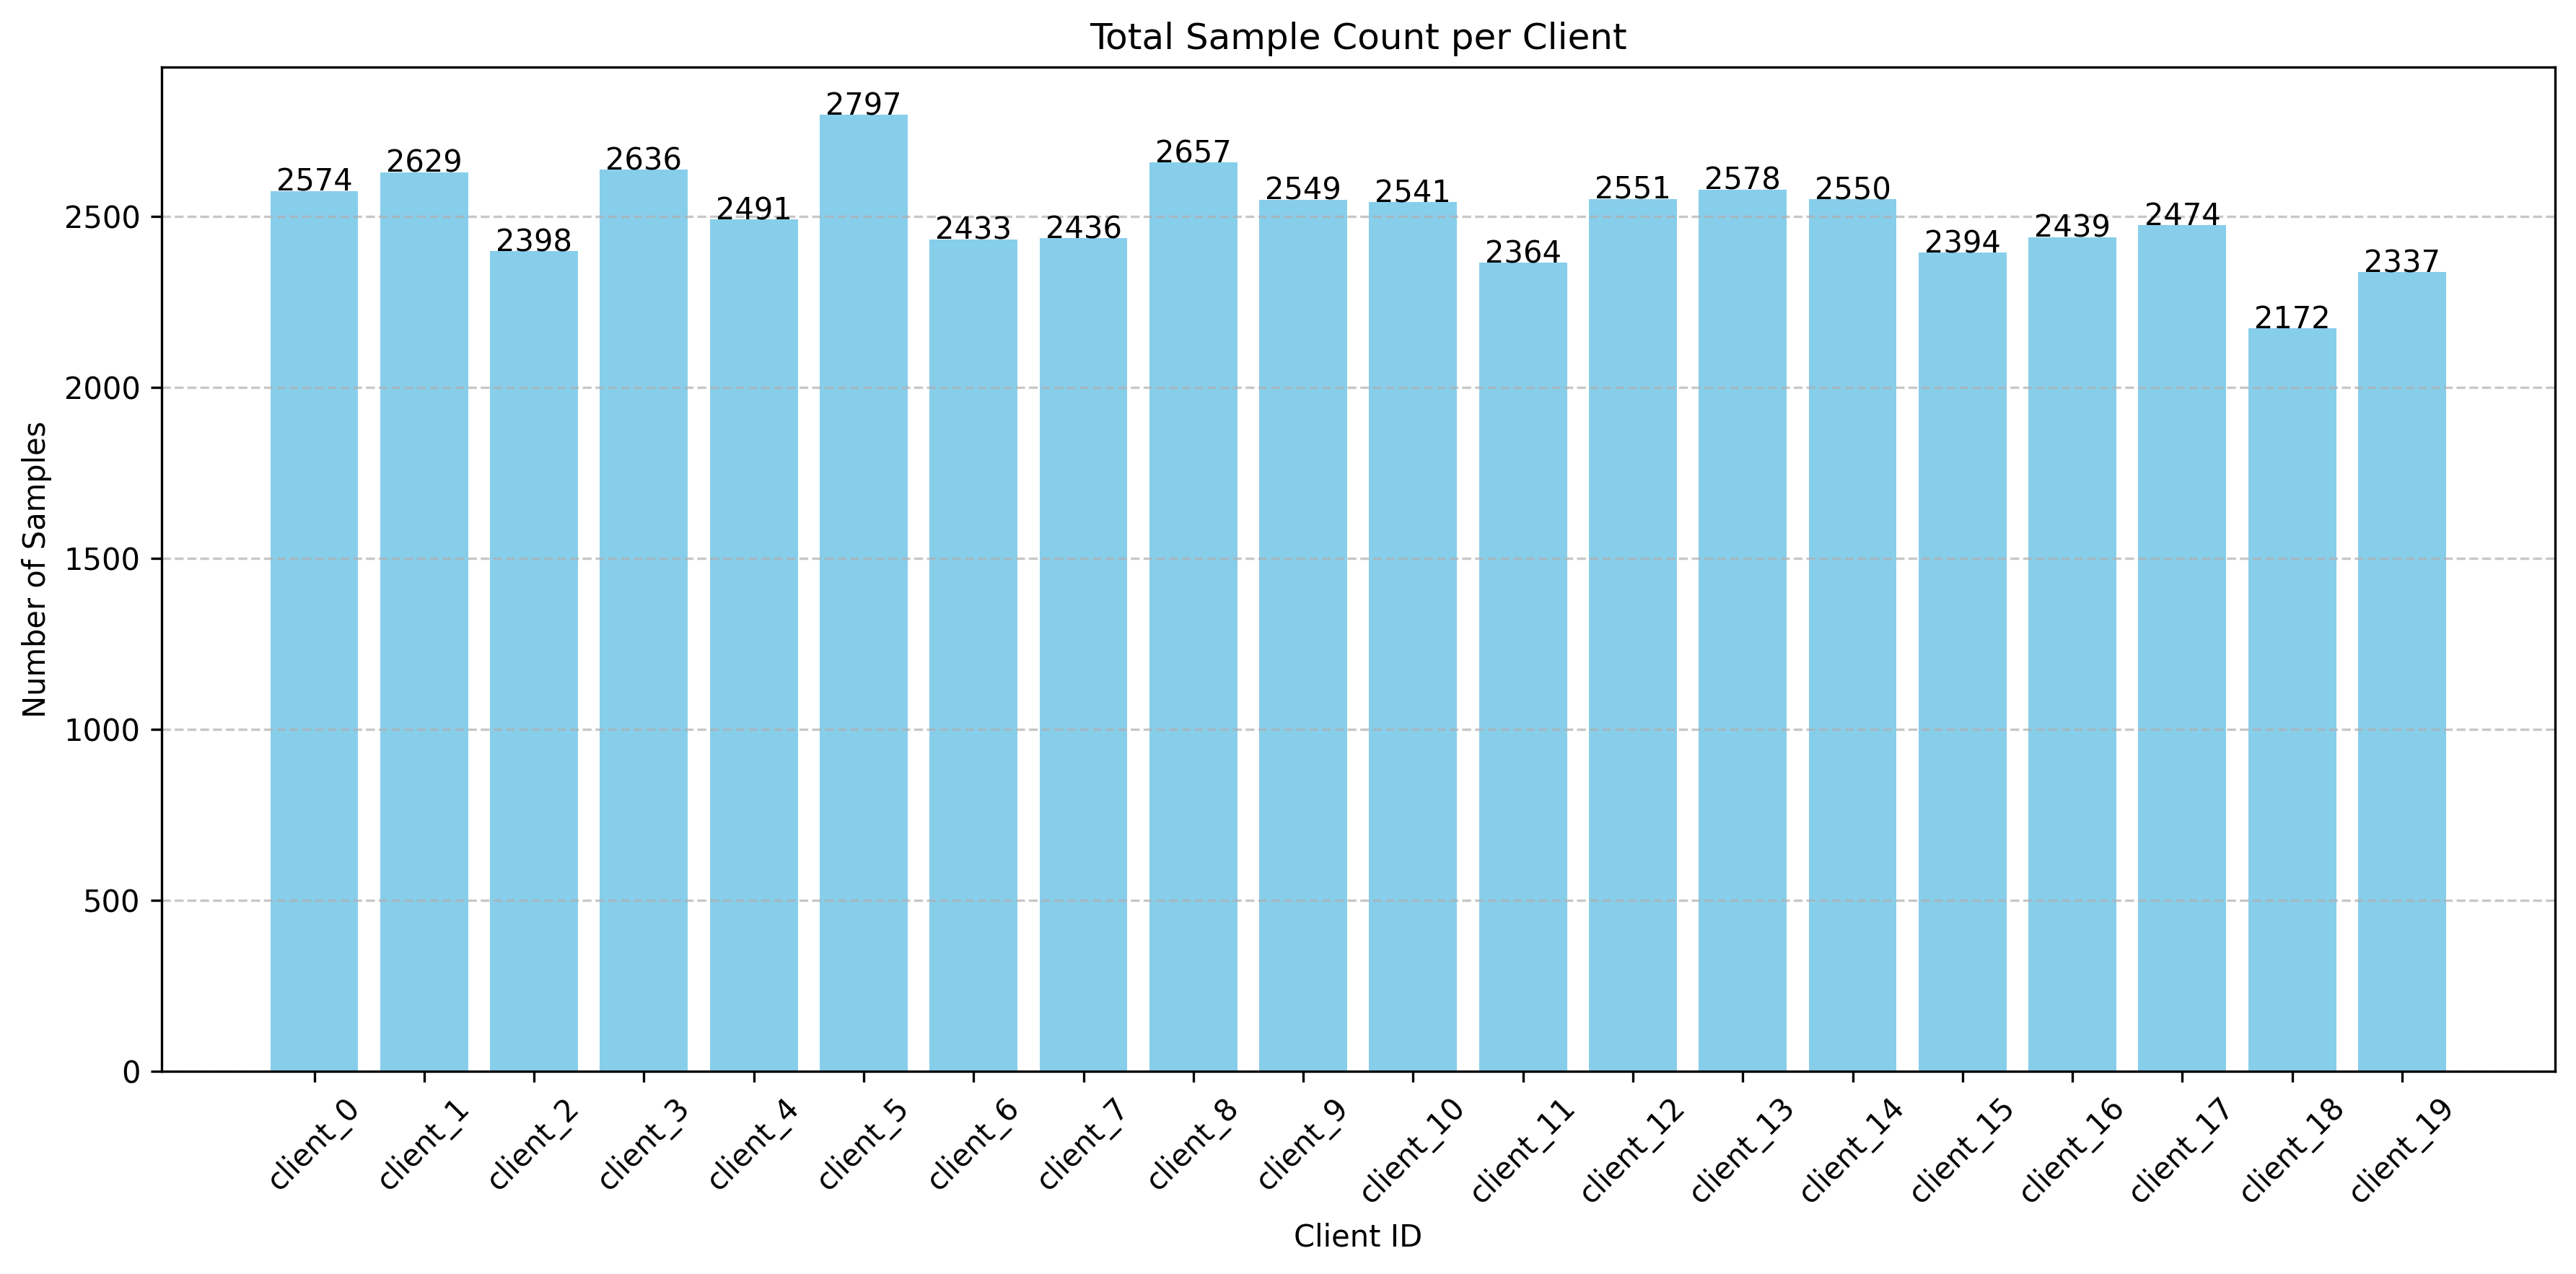 Total Sample Count per Client
Number of Samples
2500
2000
1500
1000
500
0
2574
2629
2398
2636
2491
2797
2433
2436
2657
2549
2541
2364
2551
2578
2550
2394
2439
2474
2172
2337
client_0
client_1
client_2
client_3
client_4
client_5
client_6
client_7
client_8
client_9
client_10
client_11
client_12
client_13
client_14
client_15
client_16
client_17
client_18
client_19
Client ID